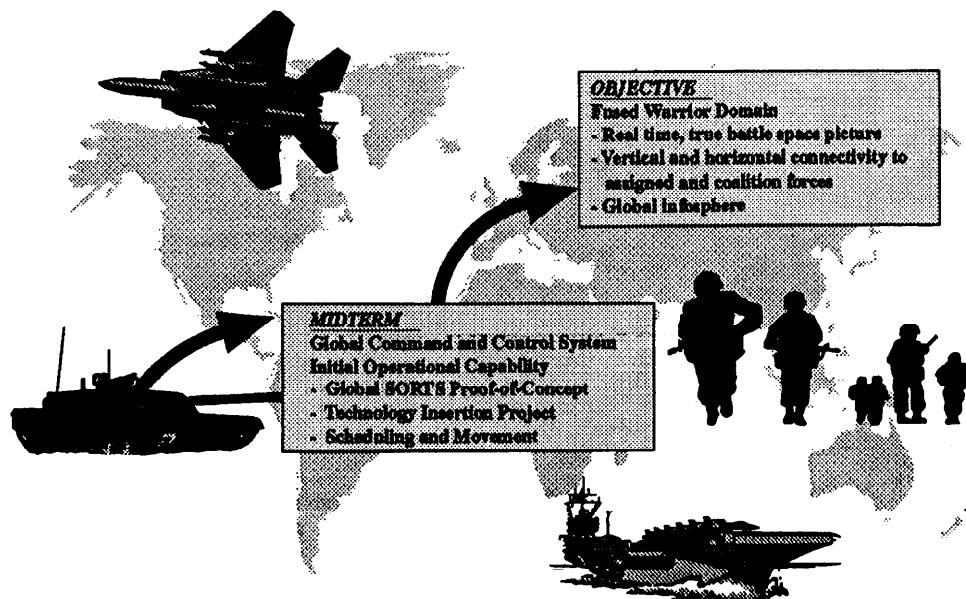 OBJECTIVE
Fused Warrior Domain
- Real time, true battle space picture
- Vertical and horizontal connectivity to
assigned and coalition forces
- Global Infosphere
MIDTERM
Global Command and Control System
Initial Operational Capability
- Global SORTS Proof-of-Concept
- Technology Insertion Project
- Scheduling and Movement